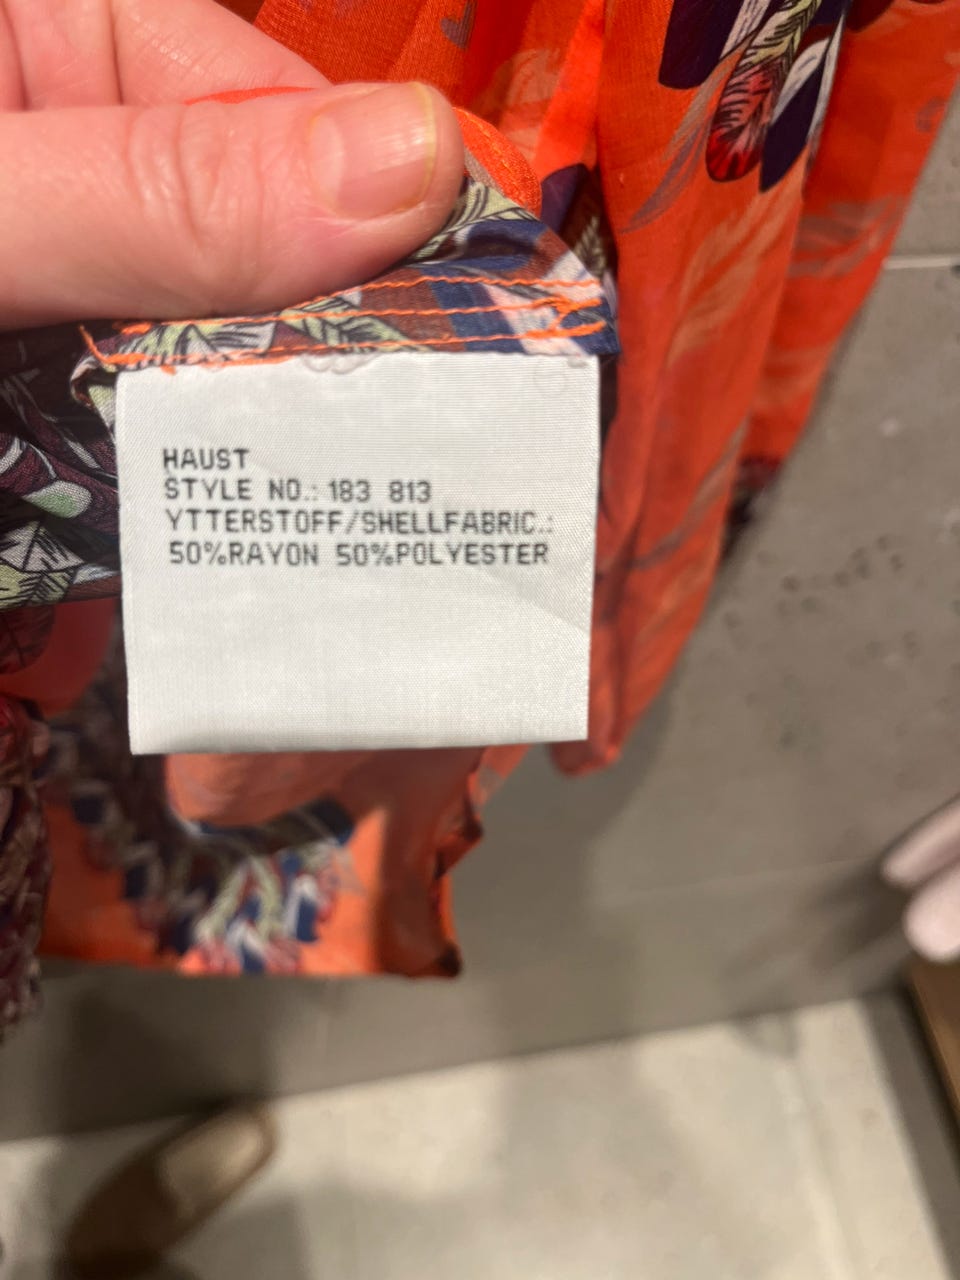 HAUST
STYLE NO.: 183 813
YTTERSTOFF/SHELLFABRIC.:
50%RAYON 50%POLYESTER